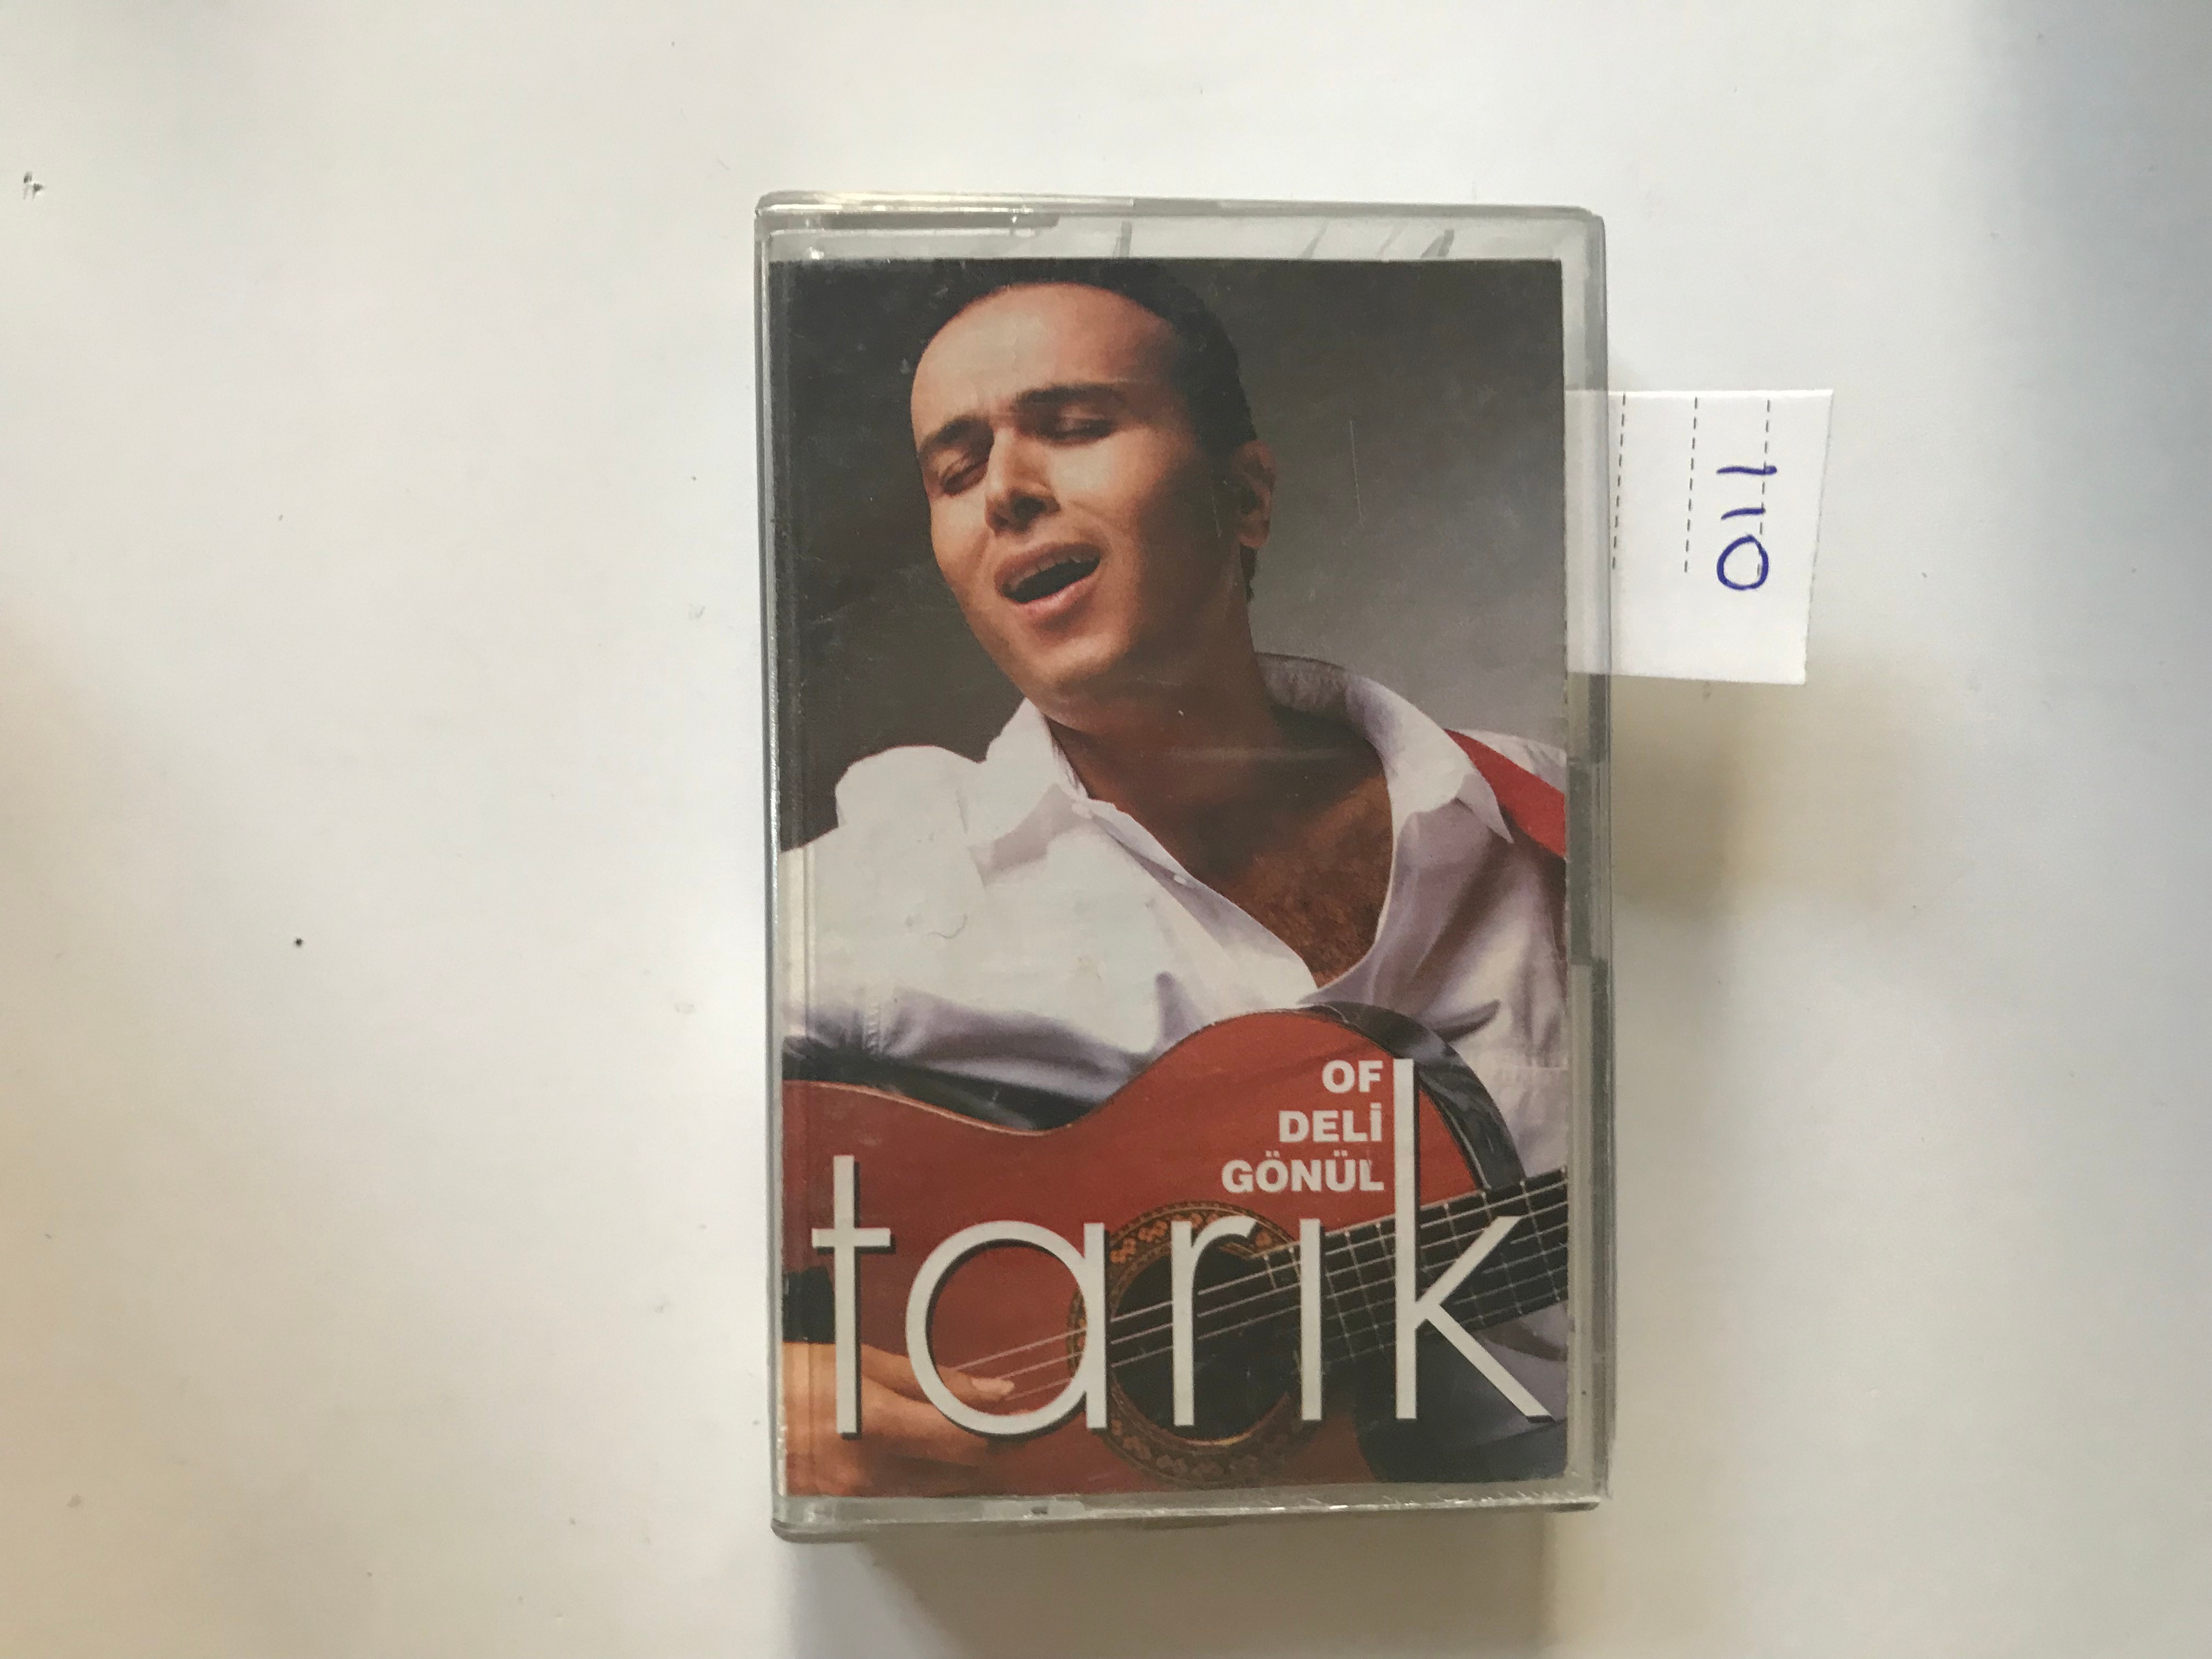 OF
DELİ
GÖNÜL
tarık
110